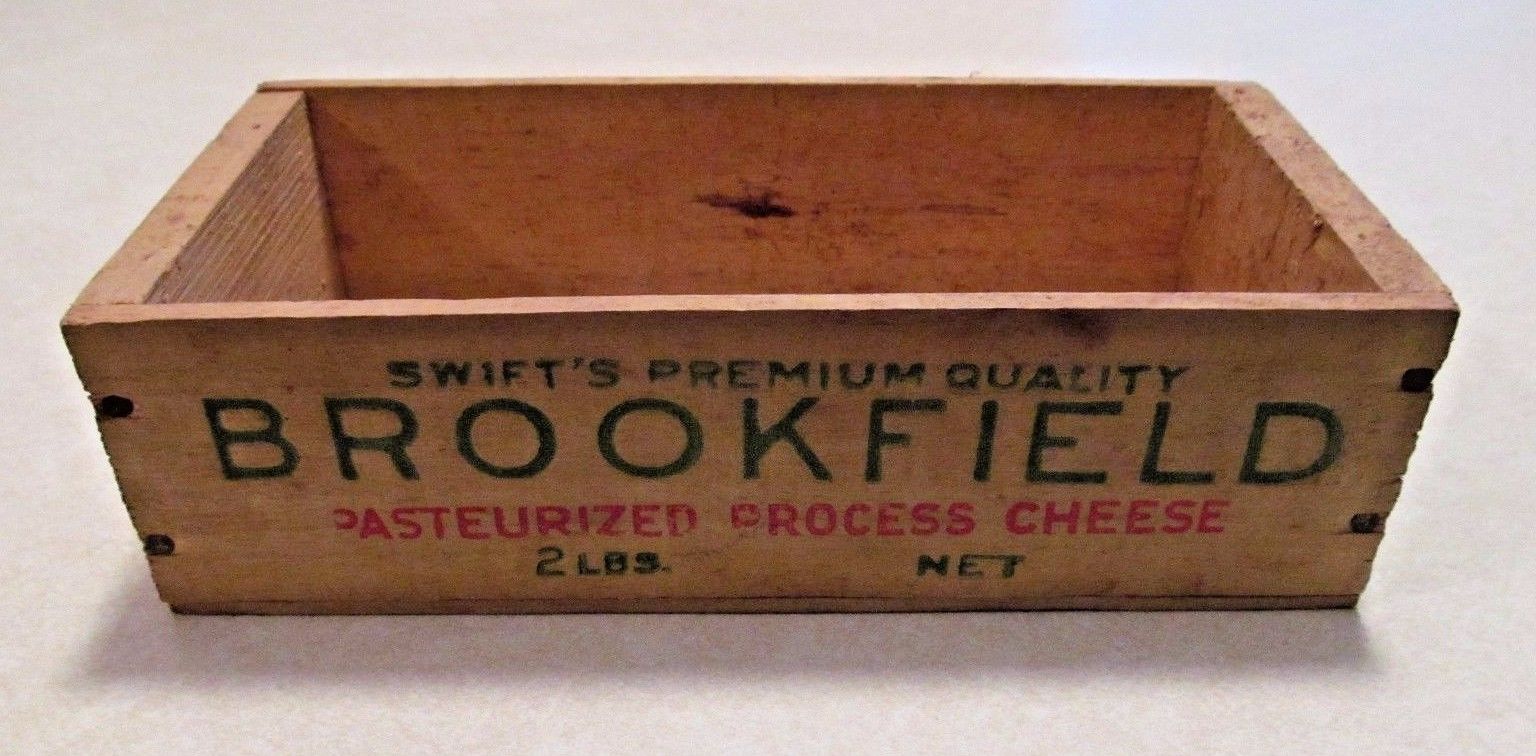 SWIFT'S PREMIUM QUALITY
BROOKFIELD
PASTEURIZED PROCESS CHEESE
2 LBS. NET